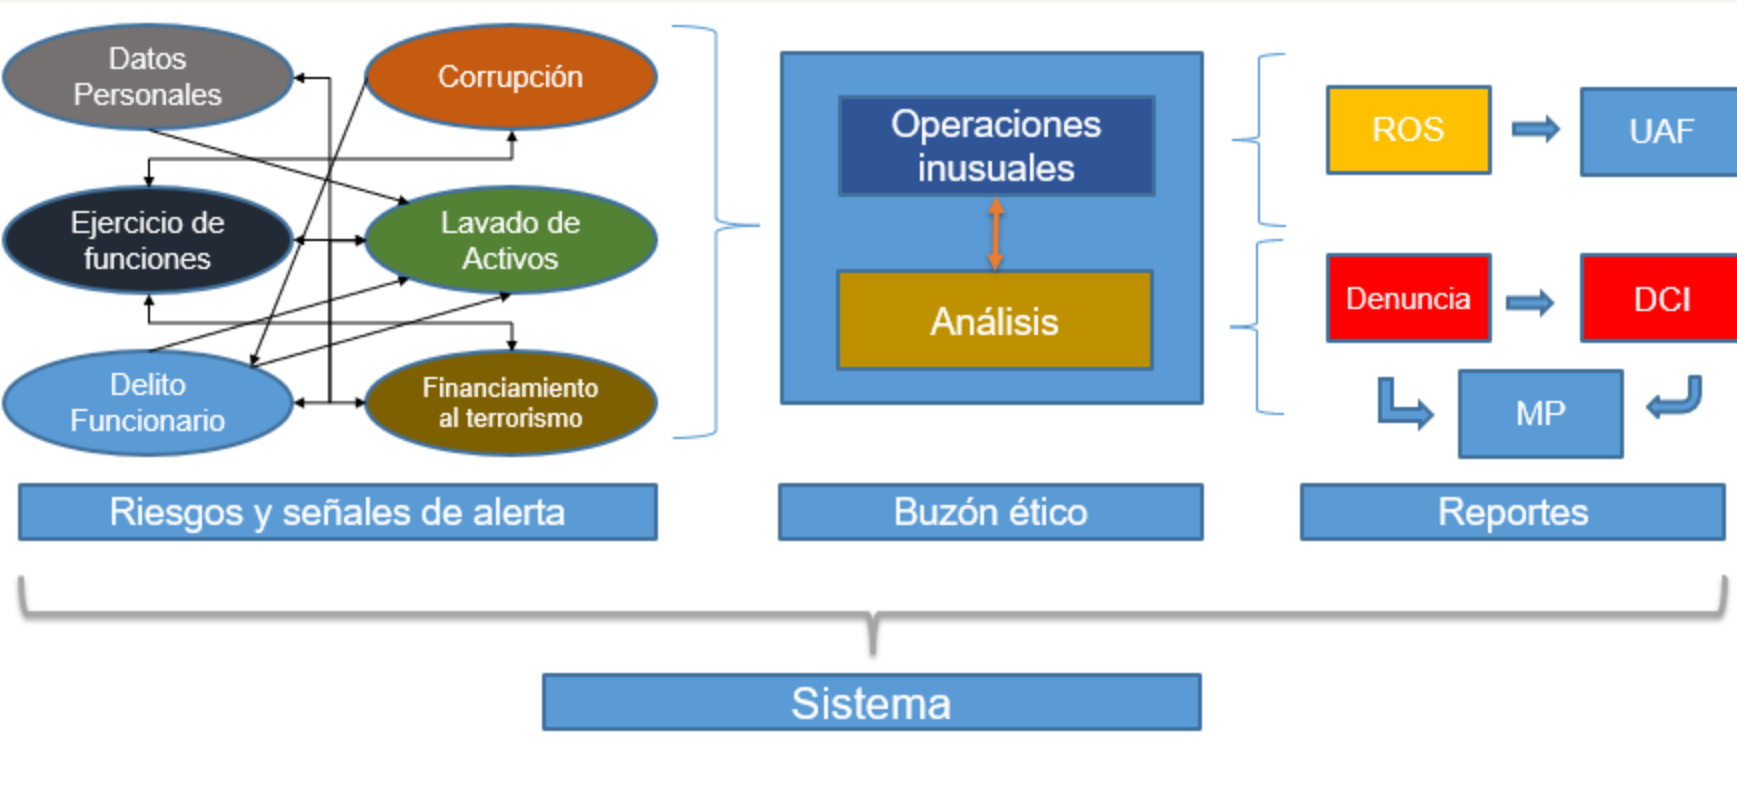 Datos
Personales
Corrupción
Ejercicio de
funciones
Lavado de
Activos
Delito
Funcionario
Financiamiento
al terrorismo
Riesgos y señales de alerta
Operaciones
inusuales
Análisis
Buzón ético
ROS
UAF
Denuncia
DCI
MP
Reportes
Sistema